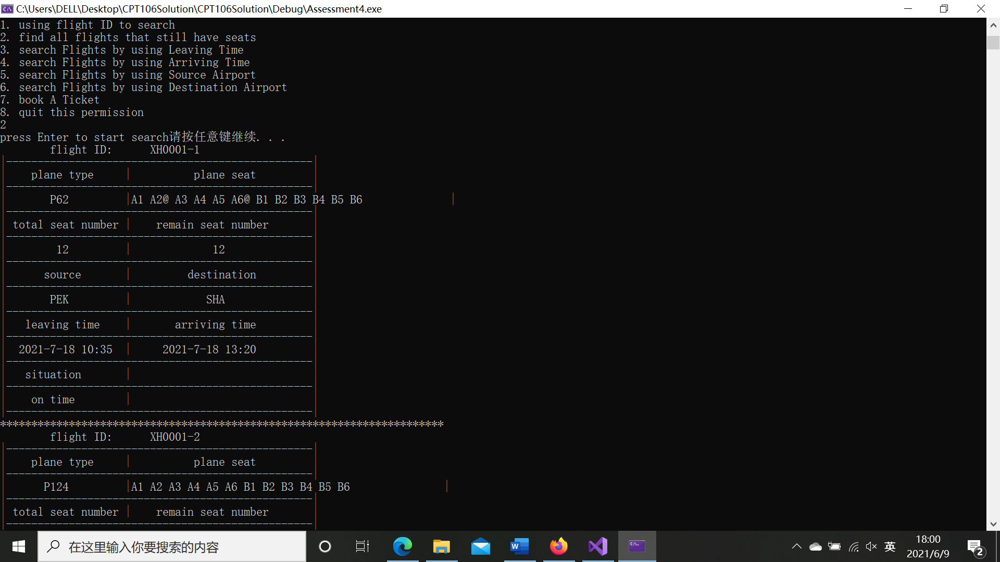 C:\Users\DELL\Desktop\CPT106Solution\CPT106Solution\Debug\Assessment4.exe
1. using flight ID to search
2. find all flights that still have seats
3. search Flights by using Leaving Time
4. search Flights by using Arriving Time
5. search Flights by using Source Airport
6. search Flights by using Destination Airport
7. book A Ticket
8. quit this permission
2
press Enter to start search请按任意键继续. . .
flight ID: XH0001-1
|-------------------------------------------------|
plane type | plane seat
|-------------------------------------------------|
P62 |A1 A2@ A3 A4 A5 A6@ B1 B2 B3 B4 B5 B6 |
|-------------------------------------------------|
total seat number | remain seat number
|-------------------------------------------------|
12 | 12
|-------------------------------------------------|
source | destination
|-------------------------------------------------|
PEK | SHA
|-------------------------------------------------|
leaving time | arriving time
|-------------------------------------------------|
2021-7-18 10:35 | 2021-7-18 13:20
|-------------------------------------------------|
situation |
|-------------------------------------------------|
on time |
|-------------------------------------------------|
***********************************************************************
flight ID: XH0001-2
|-------------------------------------------------|
plane type | plane seat
|-------------------------------------------------|
P124 |A1 A2 A3 A4 A5 A6 B1 B2 B3 B4 B5 B6 |
|-------------------------------------------------|
total seat number | remain seat number
|-------------------------------------------------|
在这里输入你要搜索的内容
英
18:00
2021/6/9
2